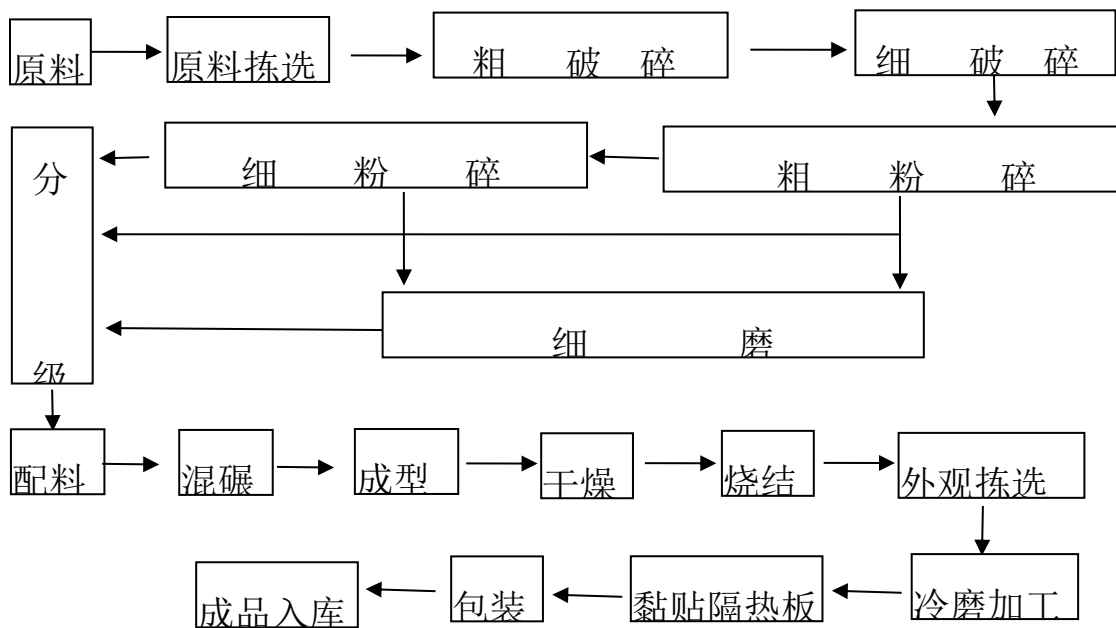 原料
原料拣选
粗 破 碎
细 破 碎
分 级
细 粉 碎
粗 粉 碎
细 磨
配料
混碾
成型
干燥
烧结
外观拣选
成品入库
包装
黏贴隔热板
冷磨加工